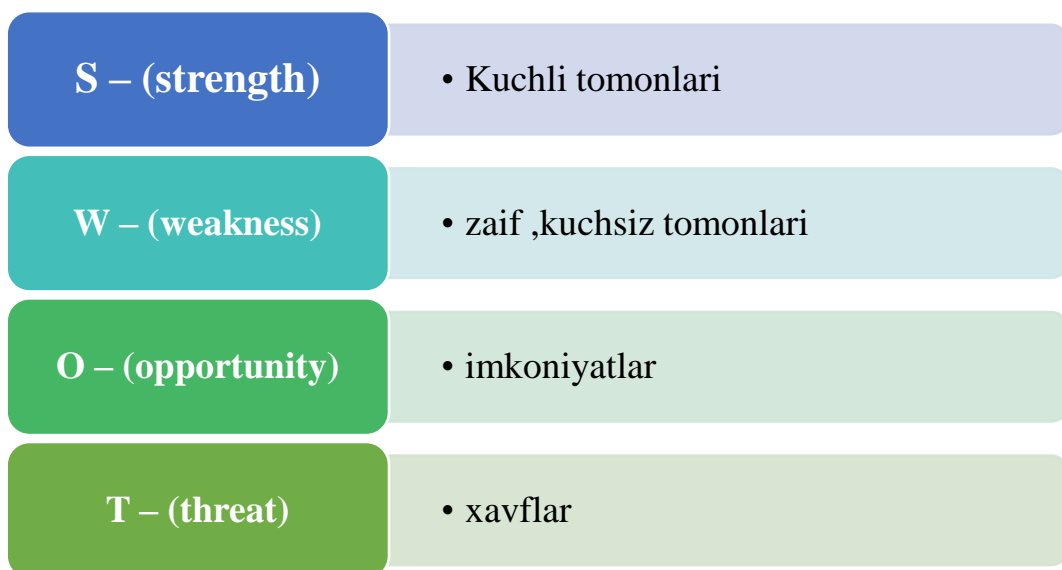 S – (strength)
• Kuchli tomonlari
W – (weakness)
• zaif ,kuchsiz tomonlari
O – (opportunity)
• imkoniyatlar
T – (threat)
• xavflar